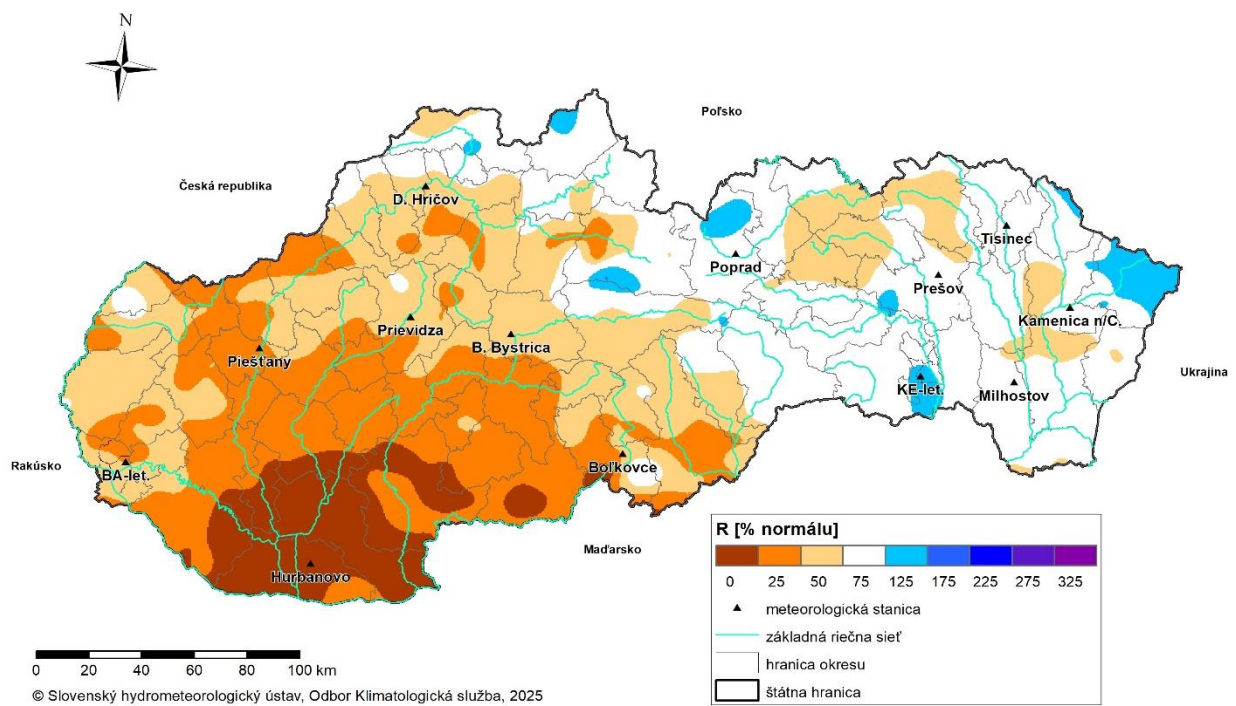 N
Poľsko
Česká republika
D. Hričov
Tisinec
Poprad
Prešov
Kamenica n/C.
Prievidza
B. Bystrica
Piešťany
Ukrajina
KE-let.
Milhostov
Boľkovce
Rakúsko
BA-let.
Maďarsko
Hurbanovo
R [% normálu]
0 25 50 75 125 175 225 275 325
meteorologická stanica
základná riečna sieť
hranica okresu
štátna hranica
0 20 40 60 80 100 km
© Slovenský hydrometeorologický ústav, Odbor Klimatologická služba, 2025